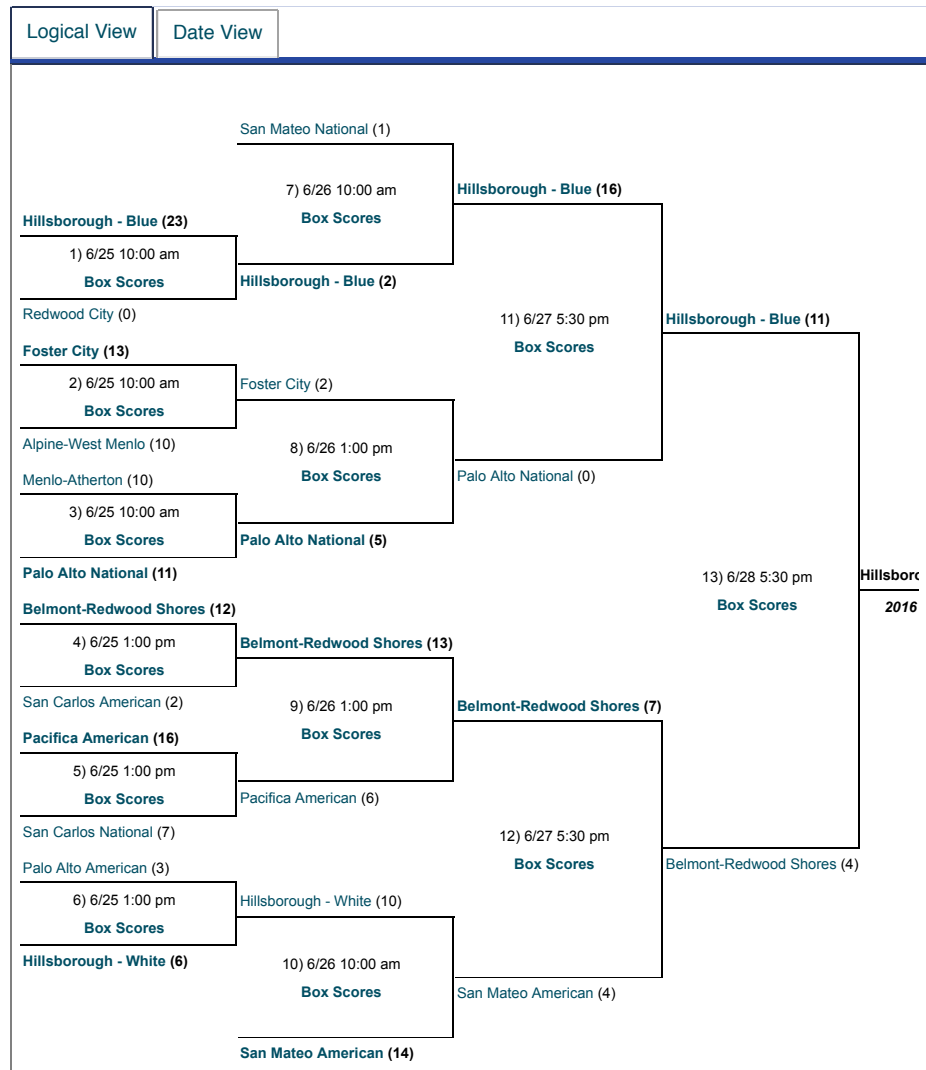 Logical View
Date View
San Mateo National (1)
7) 6/26 10:00 am
Box Scores
Hillsborough - Blue (16)
Hillsborough - Blue (23)
1) 6/25 10:00 am
Box Scores
Hillsborough - Blue (2)
Redwood City (0)
11) 6/27 5:30 pm
Box Scores
Hillsborough - Blue (11)
Foster City (13)
2) 6/25 10:00 am
Box Scores
Foster City (2)
Alpine-West Menlo (10)
8) 6/26 1:00 pm
Box Scores
Palo Alto National (0)
Menlo-Atherton (10)
3) 6/25 10:00 am
Box Scores
Palo Alto National (5)
Palo Alto National (11)
13) 6/28 5:30 pm
Box Scores
Hillsboro
2016
Belmont-Redwood Shores (12)
4) 6/25 1:00 pm
Box Scores
Belmont-Redwood Shores (13)
San Carlos American (2)
9) 6/26 1:00 pm
Box Scores
Belmont-Redwood Shores (7)
Pacifica American (16)
5) 6/25 1:00 pm
Box Scores
Pacifica American (6)
San Carlos National (7)
12) 6/27 5:30 pm
Box Scores
Belmont-Redwood Shores (4)
Palo Alto American (3)
6) 6/25 1:00 pm
Box Scores
Hillsborough - White (10)
Hillsborough - White (6)
10) 6/26 10:00 am
Box Scores
San Mateo American (4)
San Mateo American (14)